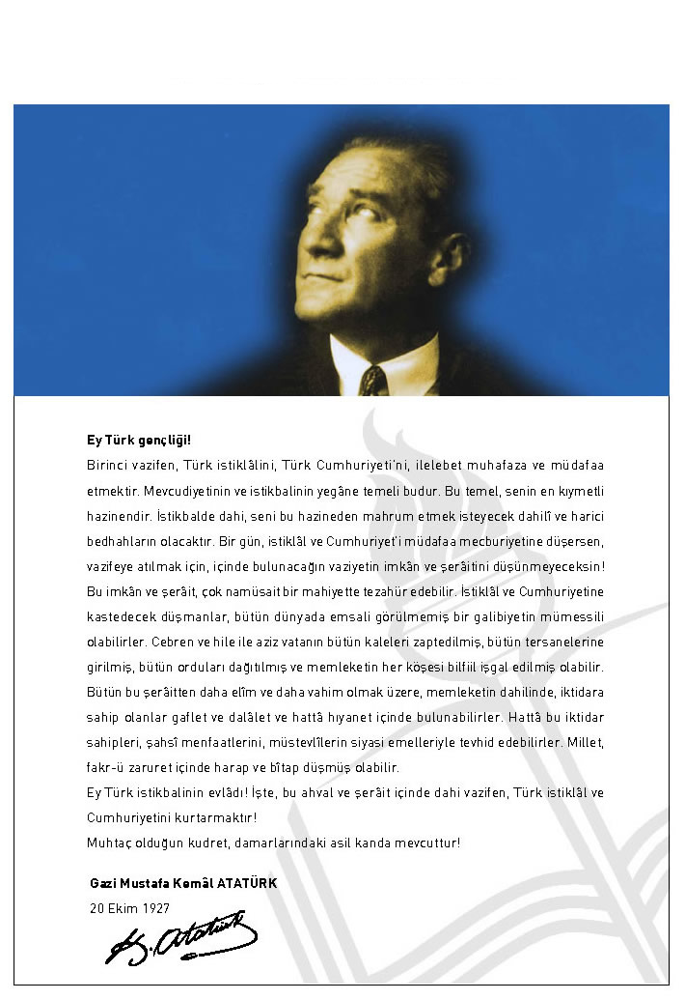 Ey Türk gençliği!
Birinci vazifen, Türk istiklâlini, Türk Cumhuriyeti'ni, ilelebet muhafaza ve müdafaa
etmektir. Mevcudiyetinin ve istikbalinin yegâne temeli budur. Bu temel, senin en kıymetli
hazinendir. İstikbalde dahi, seni bu hazineden mahrum etmek isteyecek dahilî ve harici
bedhahların olacaktır. Bir gün, istiklâl ve Cumhuriyet'i müdafaa mecburiyetine düşersen,
vazifeye atılmak için, içinde bulunacağın vaziyetin imkân ve şerâitini düşünmeyeceksin!
Bu imkân ve şerâit, çok namüsait bir mahiyette tezahür edebilir. İstiklâl ve Cumhuriyetine
kastedecek düşmanlar, bütün dünyada emsali görülmemiş bir galibiyetin mümessili
olabilirler. Cebren ve hile ile aziz vatanın bütün kaleleri zaptedilmiş, bütün tersanelerine
girilmiş, bütün orduları dağıtılmış ve memleketin her köşesi bilfiil işgal edilmiş olabilir.
Bütün bu şerâitten daha elîm ve daha vahim olmak üzere, memleketin dahilinde, iktidara
sahip olanlar gaflet ve dalâlet ve hattâ hıyanet içinde bulunabilirler. Hattâ bu iktidar
sahipleri, şahsî menfaatlerini, müstevlîlerin siyasi emelleriyle tevhid edebilirler. Millet,
fakr-ü zaruret içinde harap ve bîtap düşmüş olabilir.
Ey Türk istikbalinin evlâdı! İşte, bu ahval ve şerâit içinde dahi vazifen, Türk istiklâl ve
Cumhuriyetini kurtarmaktır!
Muhtaç olduğun kudret, damarlarındaki asil kanda mevcuttur!
Gazi Mustafa Kemâl ATATÜRK
20 Ekim 1927
K. Atatürk